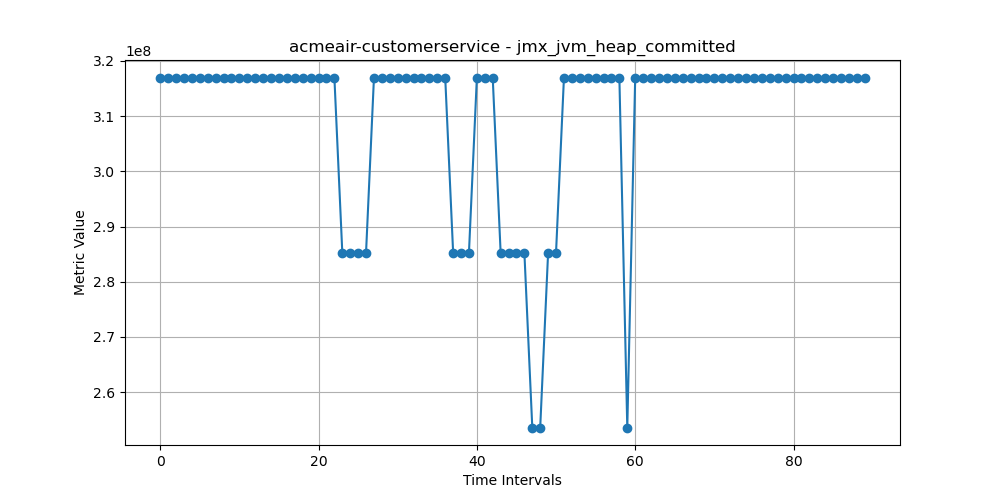 acmeair-customerservice - jmx_jvm_heap_committed
1e8
3.2
3.1
3.0
2.9
2.8
2.7
2.6
Metric Value
0 20 40 60 80
Time Intervals